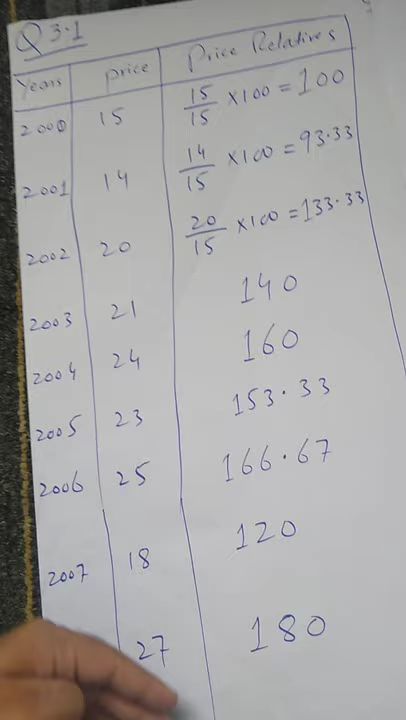 Q 3.1
Years price Price Relatives
2000 15 15/15 ×100 = 100
2001 14 14/15 ×100 = 93.33
2002 20 20/15 ×100 = 133.33
2003 21 140
2004 24 160
2005 23 153.33
2006 25 166.67
2007 18 120
27 180